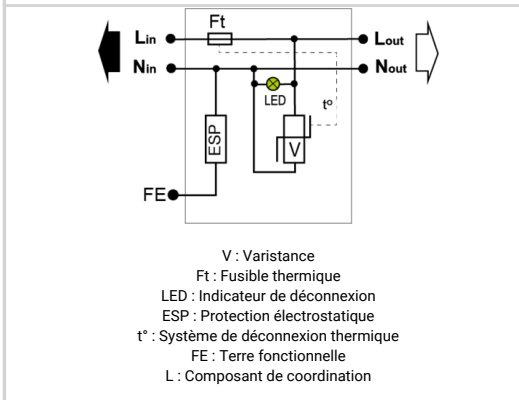 Ft
Lin Lout
Nin Nout
LED
t°
ESP
V
FE
V : Varistance
Ft : Fusible thermique
LED : Indicateur de déconnexion
ESP : Protection électrostatique
t° : Système de déconnexion thermique
FE : Terre fonctionnelle
L : Composant de coordination